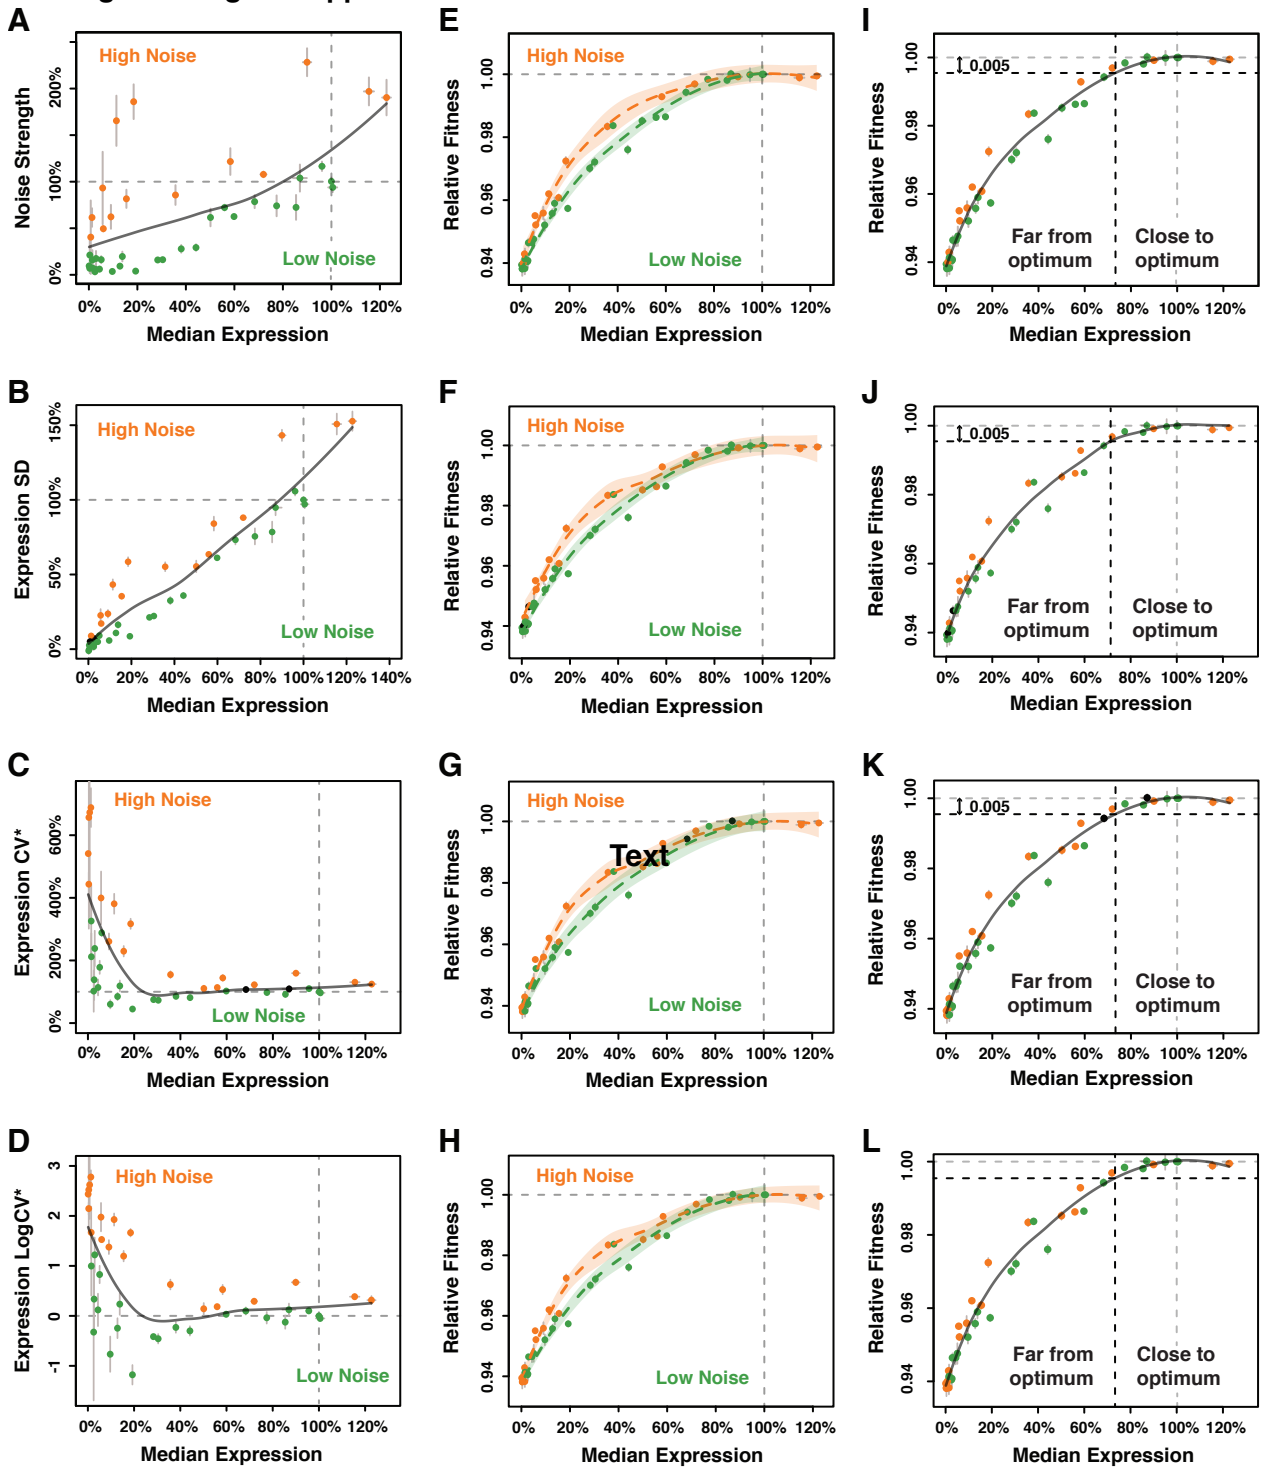 A
High Noise
Low Noise
Noise Strength
0%
100%
200%
0% 20% 40% 60% 80% 100% 120%
Median Expression
E
High Noise
Low Noise
Relative Fitness
0.94
0.96
0.98
1.00
0% 20% 40% 60% 80% 100% 120%
Median Expression
I
0.005
Far from
optimum
Close to
optimum
Relative Fitness
0.94
0.96
0.98
1.00
0% 20% 40% 60% 80% 100% 120%
Median Expression
B
High Noise
Low Noise
Expression SD
0%
50%
100%
150%
0% 20% 40% 60% 80% 100% 120% 140%
Median Expression
F
High Noise
Low Noise
Relative Fitness
0.94
0.96
0.98
1.00
0% 20% 40% 60% 80% 100% 120%
Median Expression
J
0.005
Far from
optimum
Close to
optimum
Relative Fitness
0.94
0.96
0.98
1.00
0% 20% 40% 60% 80% 100% 120%
Median Expression
C
High Noise
Low Noise
Expression CV*
0%
200%
400%
600%
0% 20% 40% 60% 80% 100% 120%
Median Expression
G
High Noise
Text
Low Noise
Relative Fitness
0.94
0.96
0.98
1.00
0% 20% 40% 60% 80% 100% 120%
Median Expression
K
0.005
Far from
optimum
Close to
optimum
Relative Fitness
0.94
0.96
0.98
1.00
0% 20% 40% 60% 80% 100% 120%
Median Expression
D
High Noise
Low Noise
Expression LogCV*
-1
0
1
2
3
0% 20% 40% 60% 80% 100% 120%
Median Expression
H
High Noise
Low Noise
Relative Fitness
0.94
0.96
0.98
1.00
0% 20% 40% 60% 80% 100% 120%
Median Expression
L
Far from
optimum
Close to
optimum
Relative Fitness
0.94
0.96
0.98
1.00
0% 20% 40% 60% 80% 100% 120%
Median Expression